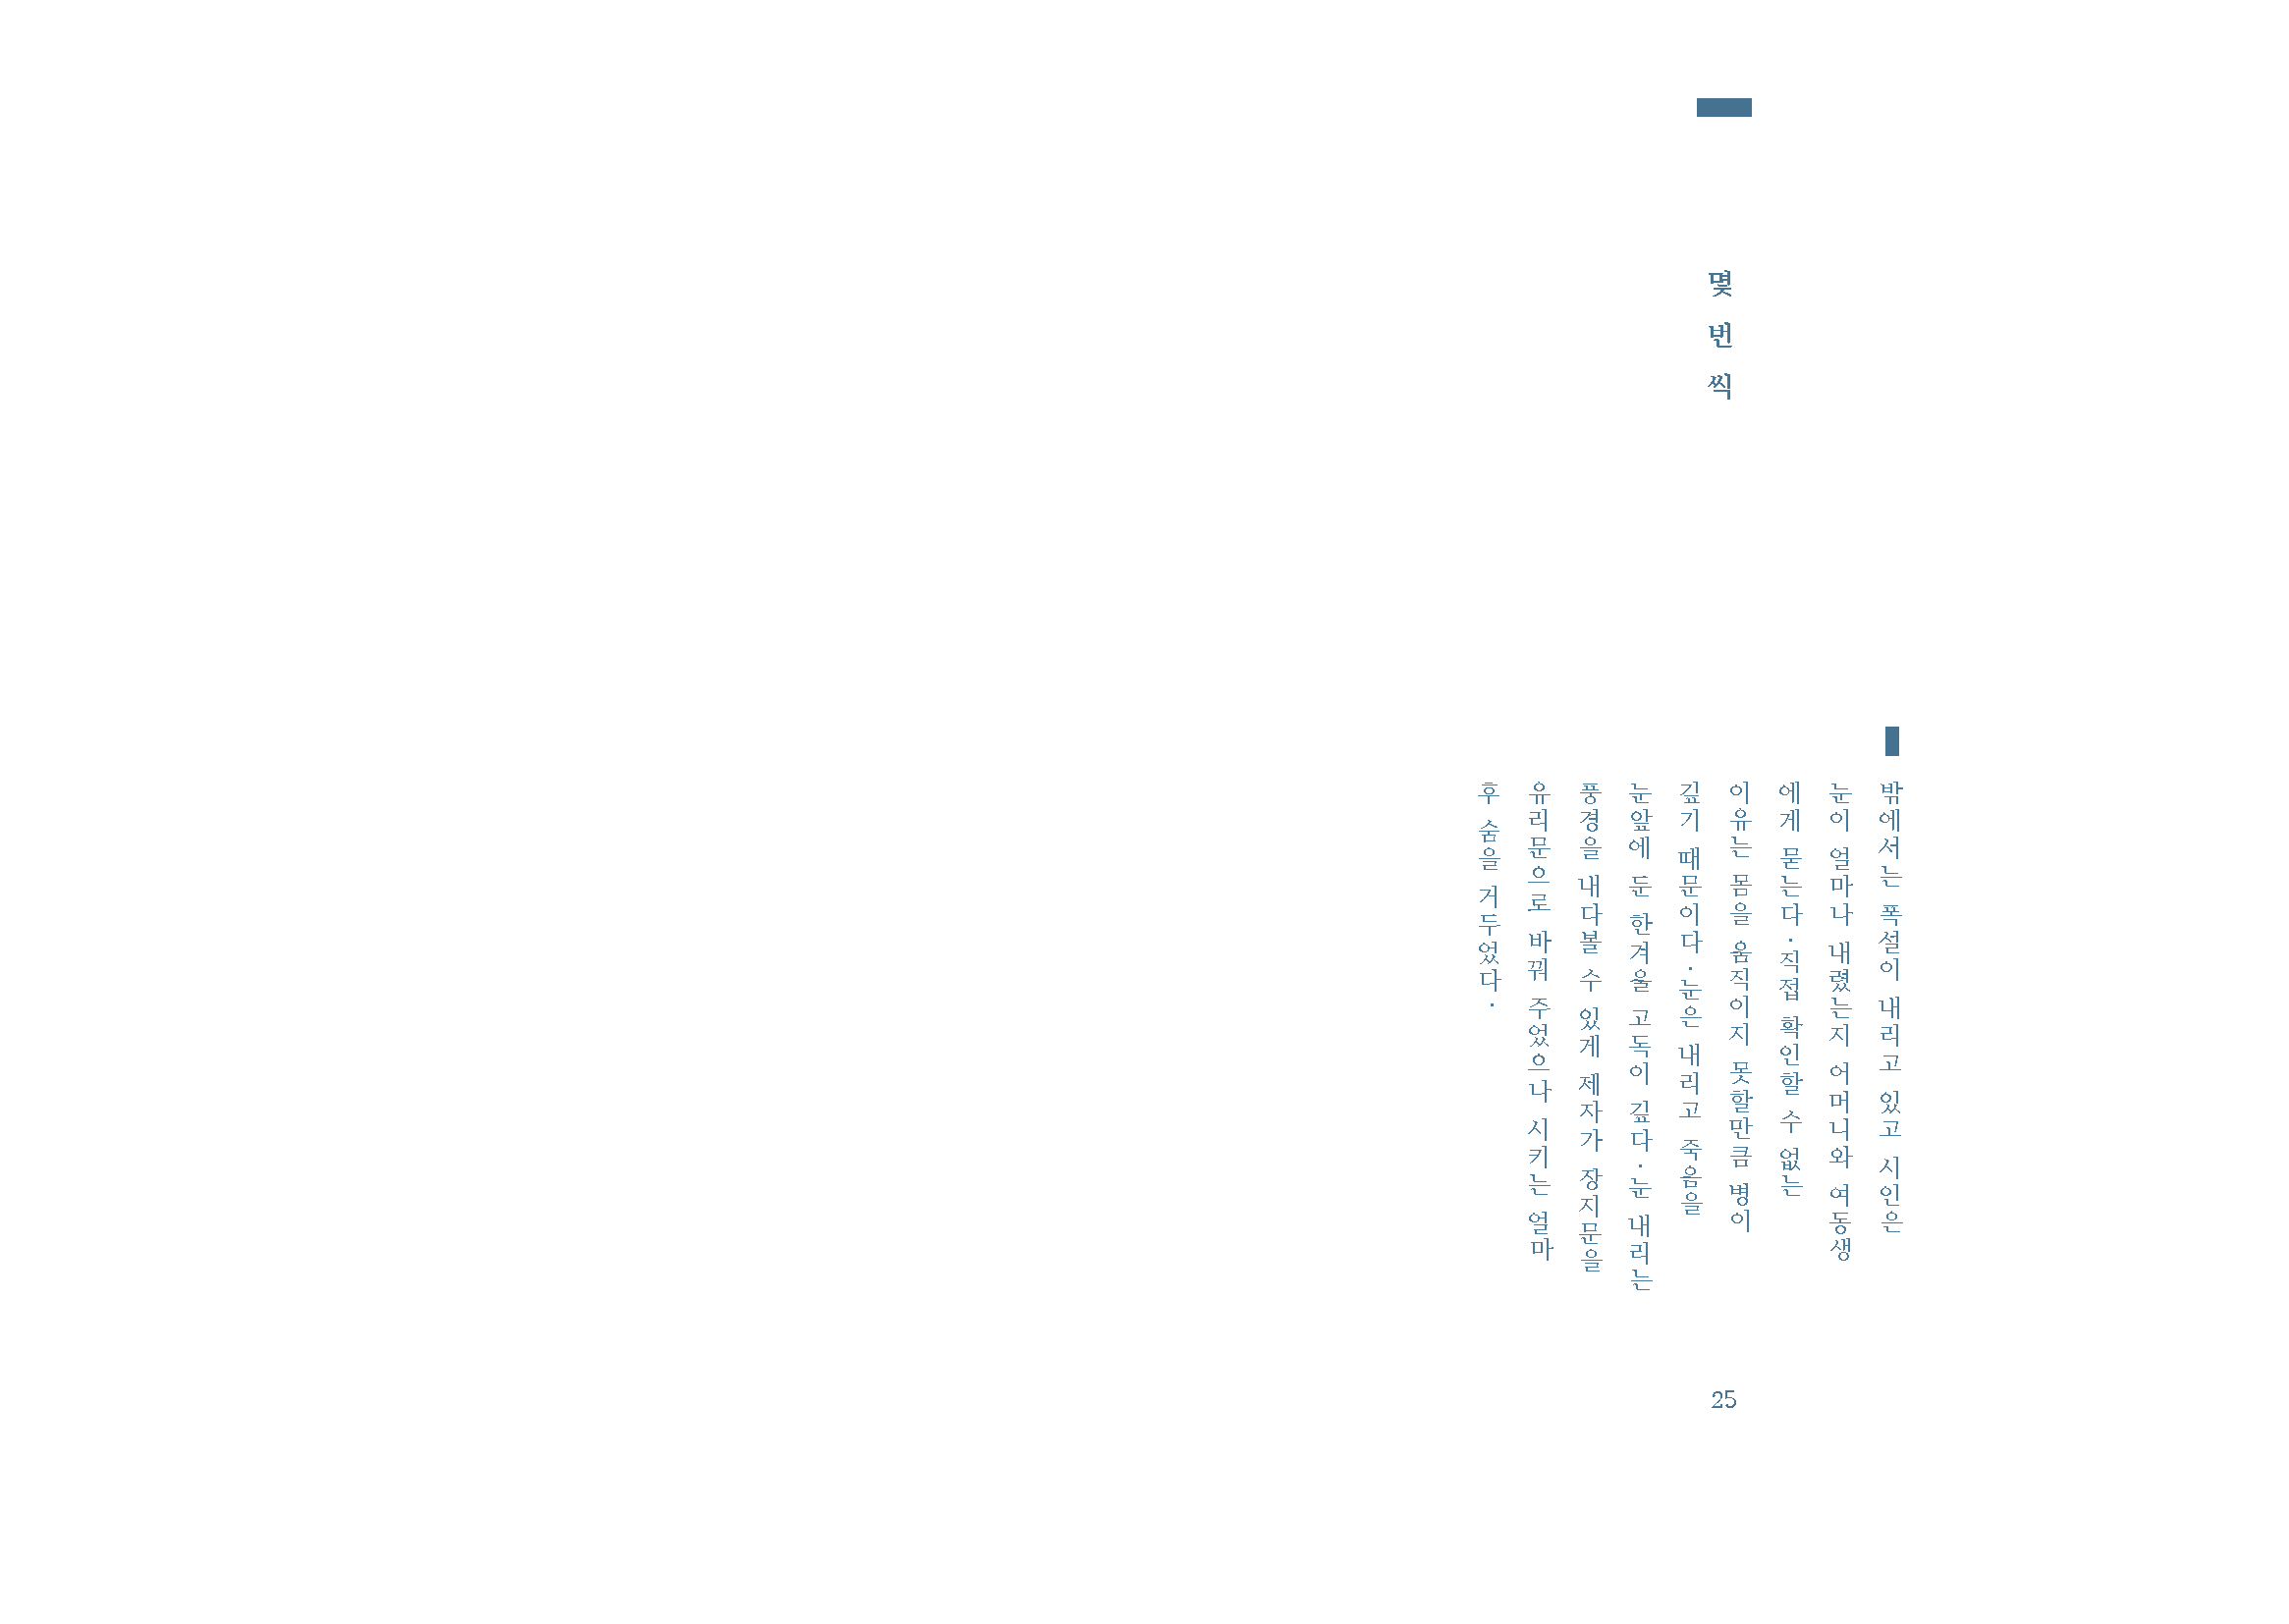 몇 번 씩
밖에서는 폭설이 내리고 있고 시인은
눈이 얼마나 내렸는지 어머니와 여동생
에게 묻는다. 직접 확인할 수 없는
이유는 몸을 움직이지 못할만큼 병이
깊기 때문이다. 눈은 내리고 죽음을
눈앞에 둔 한겨울 고독이 깊다. 눈 내리는
풍경을 내다볼 수 있게 제자가 장지문을
유리문으로 바꿔 주었으나 시키는 얼마
후 숨을 거두었다.
25